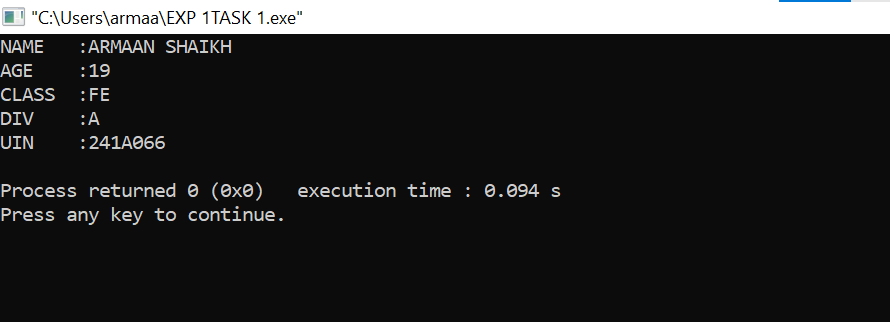 "C:\Users\armaa\EXP 1TASK 1.exe"
NAME    :ARMAAN SHAIKH
AGE     :19
CLASS   :FE
DIV     :A
UIN     :241A066
Process returned 0 (0x0)   execution time : 0.094 s
Press any key to continue.